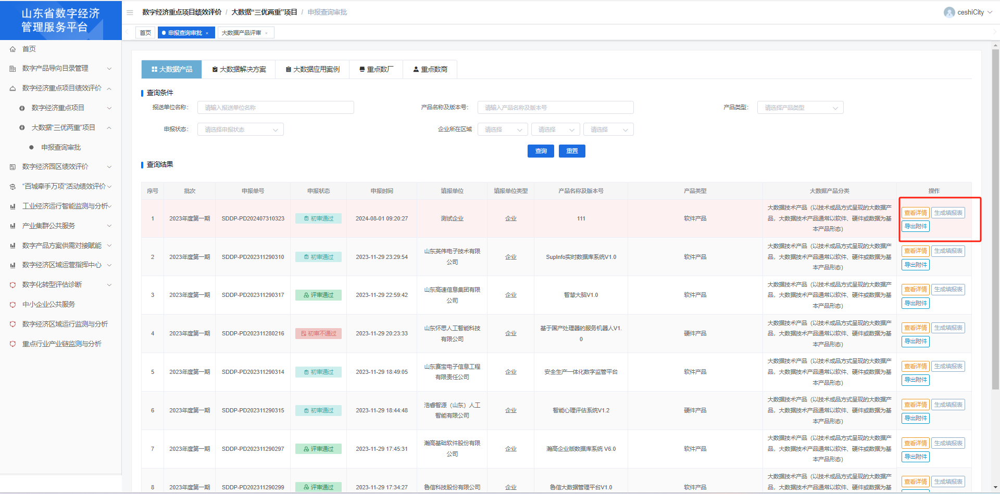 山东省数字经济
管理服务平台
数字经济重点项目绩效评价 / 大数据“三优两重”项目 / 申报查询审批
ceshiCity
首页
申报查询审批 ×
大数据产品评审 ×
首页
数字产品导向目录管理
数字经济重点项目绩效评价
数字经济重点项目
大数据“三优两重”项目
申报查询审批
数字经济园区绩效评价
“百城牵手万项”活动绩效评价
工业经济运行智能监测与分析
产业集群公共服务
数字产品方案供需对接赋能
数字经济区域运营指挥中心
数字化转型评估诊断
中小企业公共服务
数字经济区域运行监测与分析
重点行业产业链监测与分析
大数据产品 大数据解决方案 大数据应用案例 重点数厂 重点数商
查询条件
报送单位名称: 请输入报送单位名称 产品名称及版本号: 请输入产品名称及版本号 产品类型: 请选择产品类型
申报状态: 请选择申报状态 企业所在区域 请选择 请选择 请选择
查询 重置
查询结果
序号 批次 申报单号 申报状态 申报时间 填报单位 填报单位类型 产品名称及版本号 产品类型 大数据产品分类 操作
1 2023年度第一期 SDDP-PD202407310323 初审通过 2024-08-01 09:20:27 测试企业 企业 111 软件产品
大数据技术产品（以技术成品方式呈现的大数据产
品，大数据技术产品通常以软件、硬件或数据为基
本产品形态）
查看详情 生成填报表
导出附件
2 2023年度第一期 SDDP-PD202311290310 初审通过 2023-11-29 23:29:54
山东英伟电子技术有限
公司
企业 SupInfo实时数据库系统V1.0 软件产品
大数据技术产品（以技术成品方式呈现的大数据产
品，大数据技术产品通常以软件、硬件或数据为基
本产品形态）
查看详情 生成填报表
导出附件
3 2023年度第一期 SDDP-PD202311290317 评审通过 2023-11-29 22:59:42
山东高速信息集团有限
公司
企业 智慧大脑V1.0 软件产品
大数据技术产品（以技术成品方式呈现的大数据产
品，大数据技术产品通常以软件、硬件或数据为基
本产品形态）
查看详情 生成填报表
导出附件
4 2023年度第一期 SDDP-PD202311280216 初审不通过 2023-11-29 20:23:33
山东怀思人工智能科技
有限公司
企业
基于国产处理器的服务机器人V1.
0
硬件产品
大数据技术产品（以技术成品方式呈现的大数据产
品，大数据技术产品通常以软件、硬件或数据为基
本产品形态）
查看详情 生成填报表
导出附件
5 2023年度第一期 SDDP-PD202311290314 初审通过 2023-11-29 18:49:05
山东赛宝电子信息工程
有限责任公司
企业 安全生产一体化数字监管平台 软件产品
大数据技术产品（以技术成品方式呈现的大数据产
品，大数据技术产品通常以软件、硬件或数据为基
本产品形态）
查看详情 生成填报表
导出附件
6 2023年度第一期 SDDP-PD202311290315 初审通过 2023-11-29 18:44:48
浩睿智源（山东）人工
智能有限公司
企业 智能心理评估系统V1.2 硬件产品
大数据技术产品（以技术成品方式呈现的大数据产
品，大数据技术产品通常以软件、硬件或数据为基
本产品形态）
查看详情 生成填报表
导出附件
7 2023年度第一期 SDDP-PD202311290297 评审通过 2023-11-29 17:45:31
瀚高基础软件股份有限
公司
企业 瀚高企业版数据库系统 V6.0 软件产品
大数据技术产品（以技术成品方式呈现的大数据产
品，大数据技术产品通常以软件、硬件或数据为基
本产品形态）
查看详情 生成填报表
导出附件
8 2023年度第一期 SDDP-PD202311290299 评审通过 2023-11-29 17:34:27 鲁信科技股份有限公司 企业 鲁信大数据管理平台V1.0 软件产品
大数据技术产品（以技术成品方式呈现的大数据产
品，大数据技术产品通常以软件、硬件或数据为基
查看详情 生成填报表